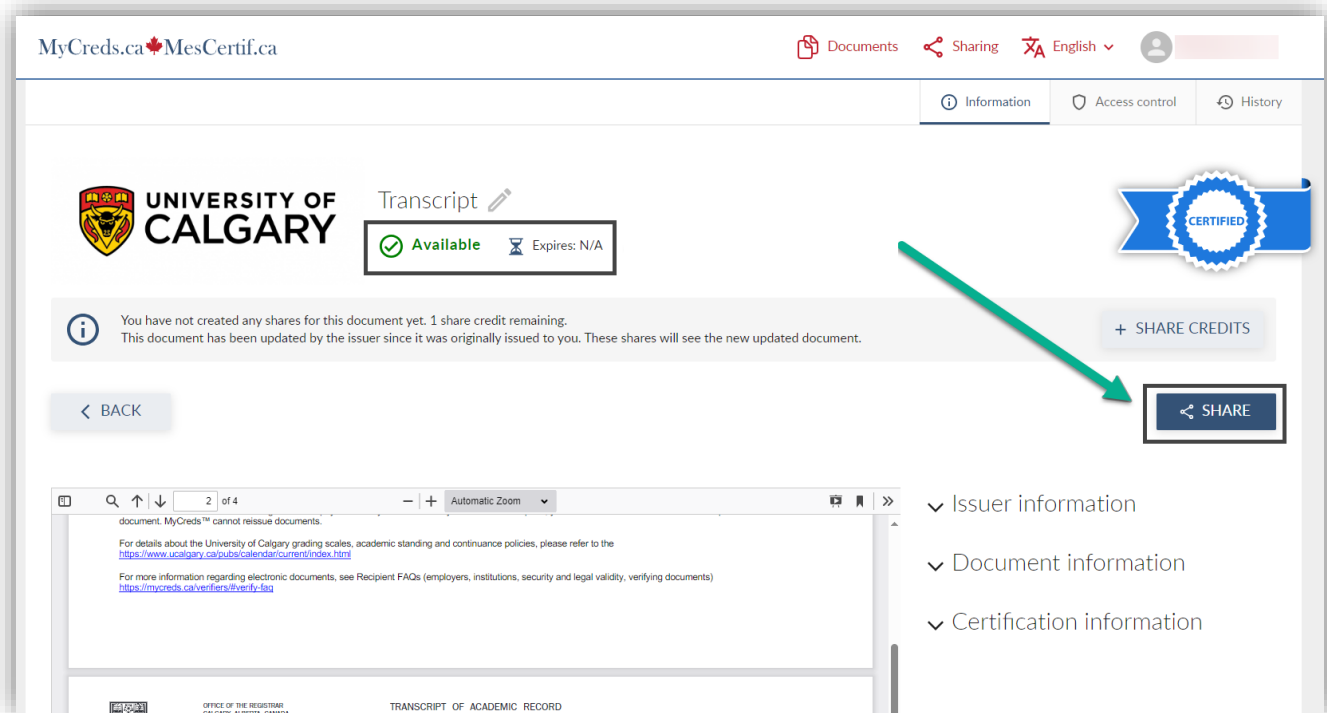 MyCreds.ca MesCertif.ca
Documents Sharing English
Information Access control History
UNIVERSITY OF
CALGARY
Transcript
Available Expires: N/A
CERTIFIED
You have not created any shares for this document yet. 1 share credit remaining.
This document has been updated by the issuer since it was originally issued to you. These shares will see the new updated document.
+ SHARE CREDITS
BACK
SHARE
2 of 4 Automatic Zoom
document. MyCreds™ cannot reissue documents.
For details about the University of Calgary grading scales, academic standing and continuance policies, please refer to the
https://www.ucalgary.ca/pubs/calendar/current/index.html
For more information regarding electronic documents, see Recipient FAQs (employers, institutions, security and legal validity, verifying documents)
https://mycreds.ca/verifiers/#verify-faq
Issuer information
Document information
Certification information
OFFICE OF THE REGISTRAR
CALGARY, ALBERTA, CANADA
TRANSCRIPT OF ACADEMIC RECORD